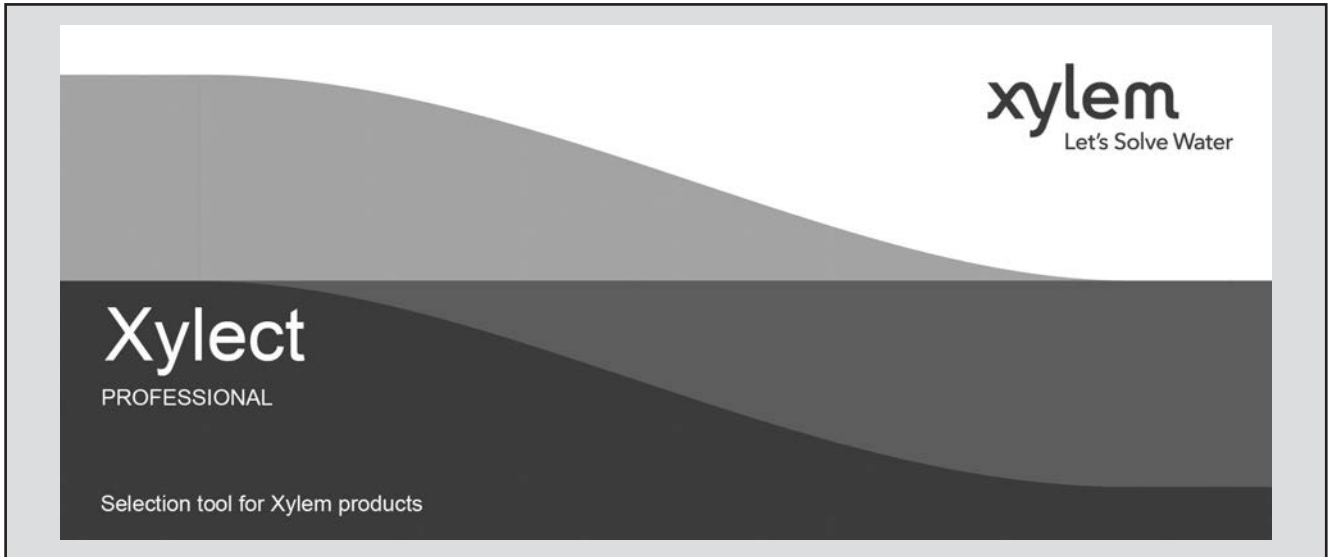 xylem
Let's Solve Water
Xylect
PROFESSIONAL
Selection tool for Xylem products